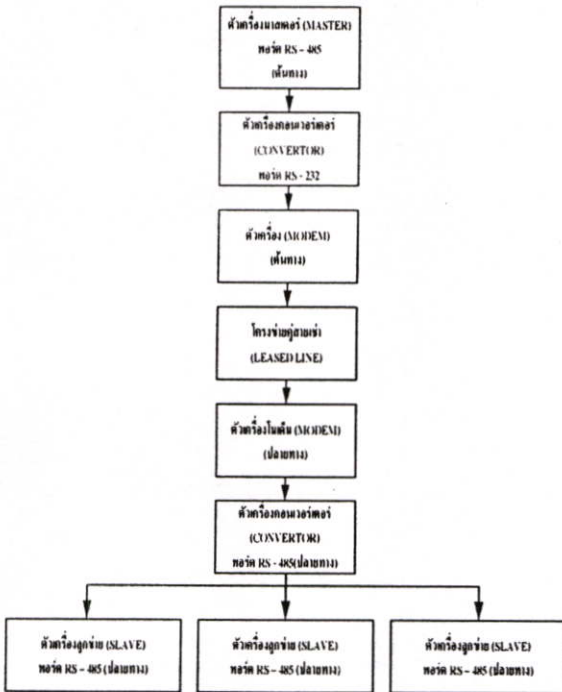 ตัวเครื่องมาสเตอร์ (MASTER)
พอร์ต RS - 485
(ต้นทาง)
ตัวเครื่องคอนเวอร์เตอร์
(CONVERTOR)
พอร์ต RS - 232
ตัวเครื่อง (MODEM)
(ต้นทาง)
โครงข่ายคู่สายเช่า
(LEASED LINE)
ตัวเครื่องโมเด็ม (MODEM)
(ปลายทาง)
ตัวเครื่องคอนเวอร์เตอร์
(CONVERTOR)
พอร์ต RS - 485(ปลายทาง)
ตัวเครื่องลูกข่าย (SLAVE)
พอร์ต RS - 485 (ปลายทาง)
ตัวเครื่องลูกข่าย (SLAVE)
พอร์ต RS - 485 (ปลายทาง)
ตัวเครื่องลูกข่าย (SLAVE)
พอร์ต RS - 485 (ปลายทาง)